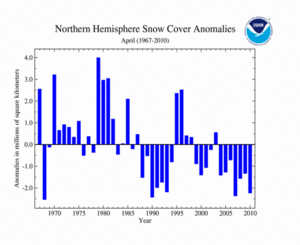 Northern Hemisphere Snow Cover Anomalies
April (1967-2010)
NOAA
Anomalies in millions of square kilometers
4.0
3.0
2.0
1.0
0.0
-1.0
-2.0
-3.0
1970 1975 1980 1985 1990 1995 2000 2005 2010
Year